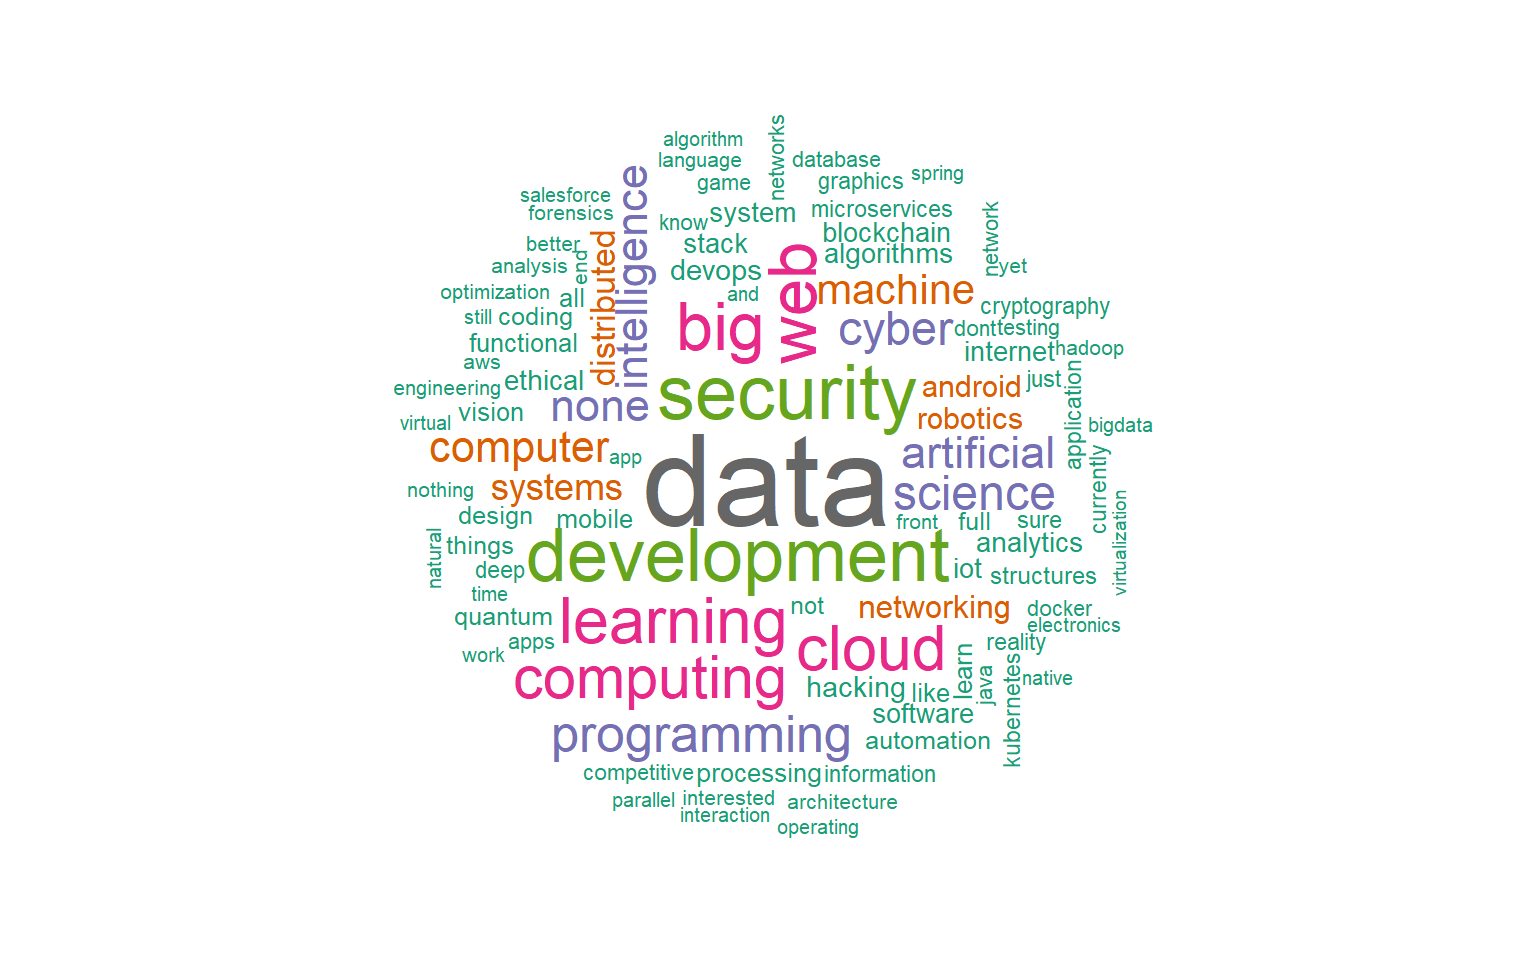 algorithm
networks
language
database
game
graphics
spring
intelligence
salesforce
forensics
know
system
microservices
network
better
stack
blockchain
distributed
end
analysis
devops
web
algorithms
yet
optimization
all
and
machine
cryptography
still
coding
big
cyber
dont
testing
functional
internet
hadoop
aws
engineering
ethical
security
android
just
virtual
vision
none
robotics
application
bigdata
computer
app
data
artificial
currently
nothing
systems
science
virtualization
design
mobile
front
full
sure
natural
things
development
analytics
deep
iot
structures
time
quantum
learning
not
networking
docker
electronics
apps
cloud
reality
work
computing
hacking
like
learn
java
kubernetes
native
software
programming
automation
competitive
processing
information
parallel
interested
architecture
interaction
operating